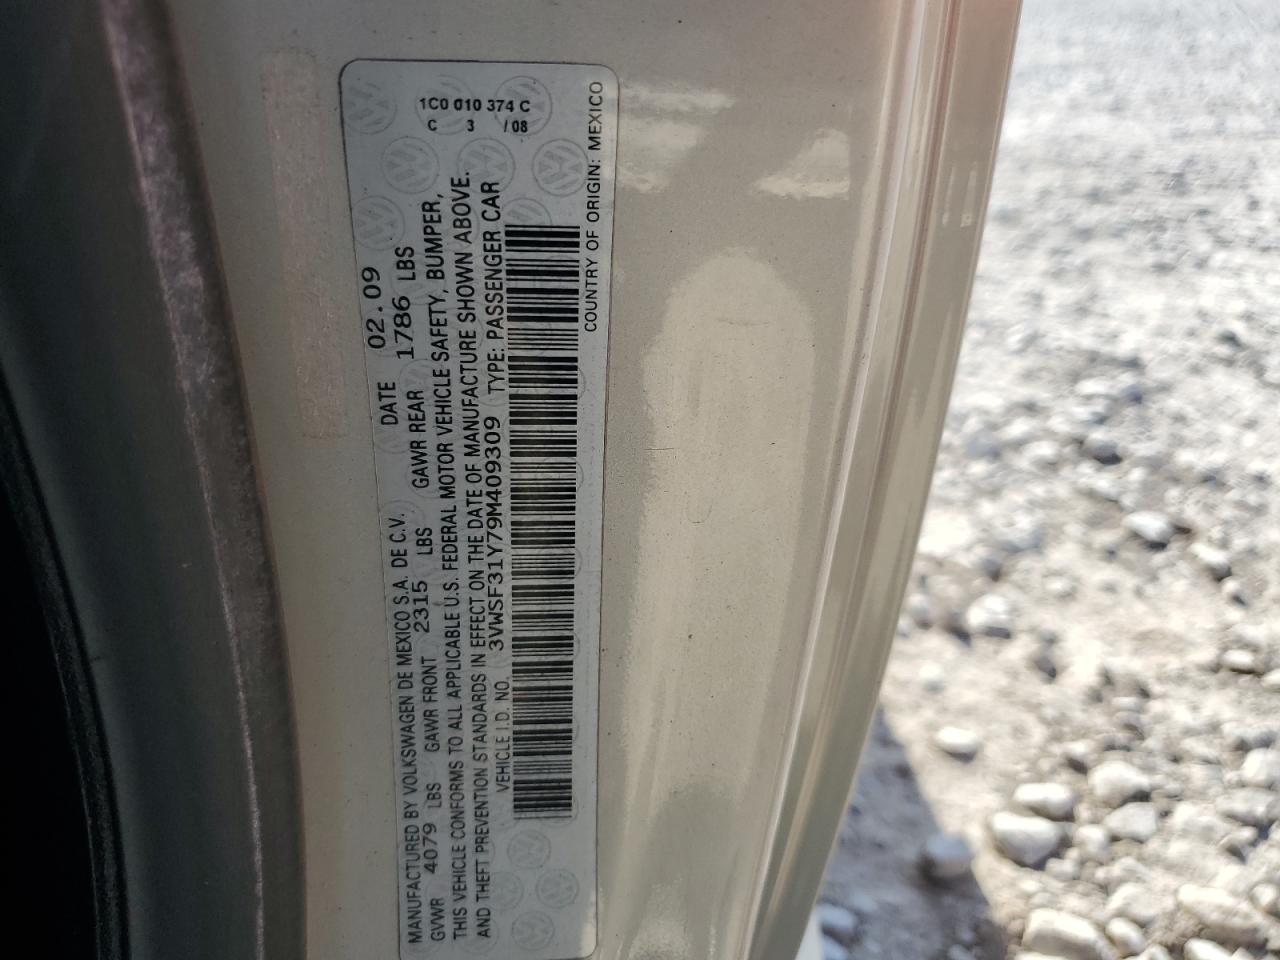 MANUFACTURED BY VOLKSWAGEN DE MEXICO S.A. DE C.V. DATE 02.09
GVWR 4079 LBS GAWR FRONT 2315 LBS GAWR REAR 1786 LBS
THIS VEHICLE CONFORMS TO ALL APPLICABLE U.S. FEDERAL MOTOR VEHICLE SAFETY, BUMPER,
AND THEFT PREVENTION STANDARDS IN EFFECT ON THE DATE OF MANUFACTURE SHOWN ABOVE.
VEHICLE I.D. NO. 3VWSF31Y79M409309 TYPE: PASSENGER CAR
COUNTRY OF ORIGIN: MEXICO
1C0 010 374 C
C 3 / 08